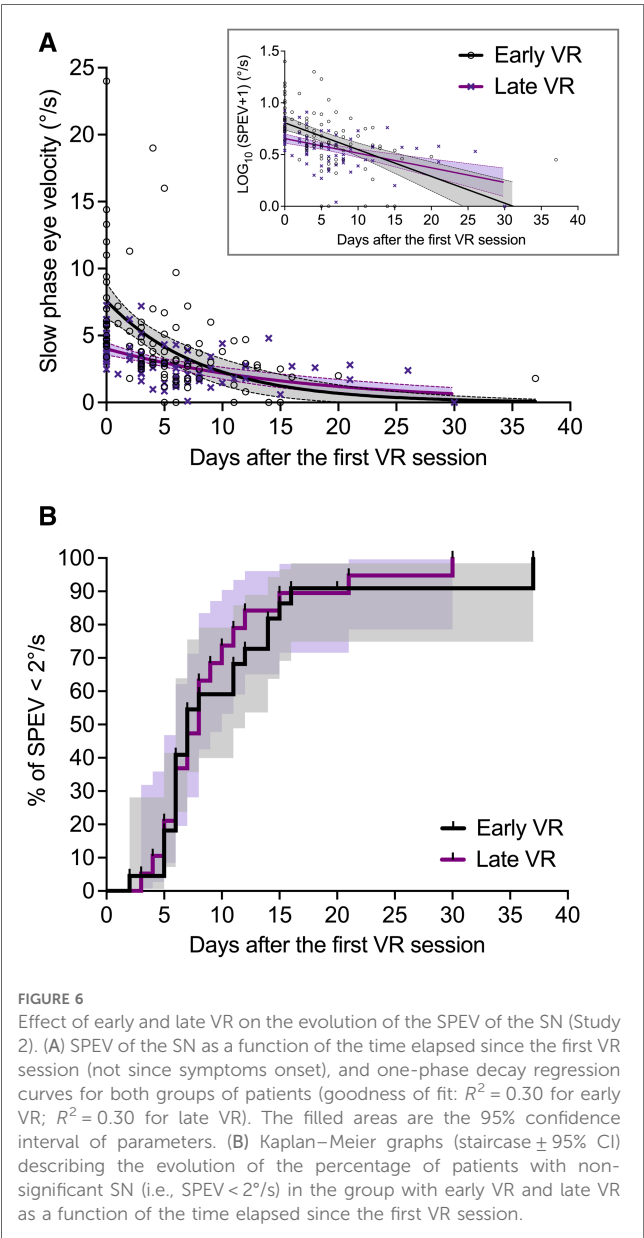 A
25
20
15
10
5
0
Slow phase eye velocity (°/s)
0 5 10 15 20 25 30 35 40
Days after the first VR session
1.5
1.0
0.5
0.0
LOG10 (SPEV+1) (°/s)
0 5 10 15 20 25 30 35 40
Days after the first VR session
Early VR
Late VR
B
100
90
80
70
60
50
40
30
20
10
0
% of SPEV < 2°/s
Early VR
Late VR
0 5 10 15 20 25 30 35 40
Days after the first VR session
FIGURE 6
Effect of early and late VR on the evolution of the SPEV of the SN (Study
2). (A) SPEV of the SN as a function of the time elapsed since the first VR
session (not since symptoms onset), and one-phase decay regression
curves for both groups of patients (goodness of fit: R² = 0.30 for early
VR; R² = 0.30 for late VR). The filled areas are the 95% confidence
interval of parameters. (B) Kaplan–Meier graphs (staircase ± 95% CI)
describing the evolution of the percentage of patients with non-
significant SN (i.e., SPEV < 2°/s) in the group with early VR and late VR
as a function of the time elapsed since the first VR session.